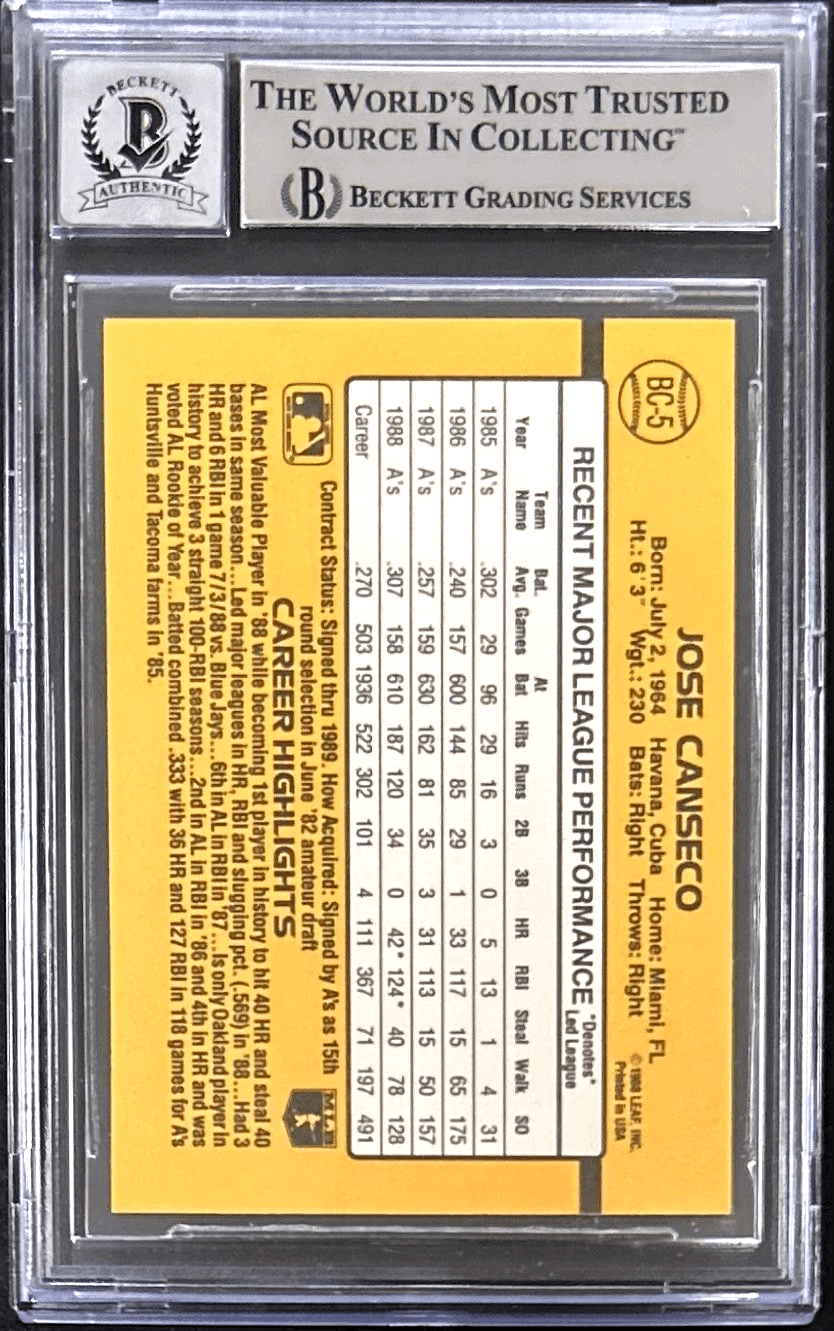 BECKETT
B
AUTHENTIC
THE WORLD'S MOST TRUSTED
SOURCE IN COLLECTING™
B BECKETT GRADING SERVICES
BC-5
JOSE CANSECO
Born: July 2, 1964 Havana, Cuba Home: Miami, FL
Ht.: 6'3" Wgt.: 230 Bats: Right Throws: Right
© 1988 LEAF, INC.
Printed in USA
RECENT MAJOR LEAGUE PERFORMANCE *Denotes*
Led League
Year Team Name Bat. Avg. Games At Bat Hits Runs 2B 3B HR RBI Steal Walk SO
1985 A's .302 29 96 29 16 3 0 5 13 1 4 31
1986 A's .240 157 600 144 85 29 1 33 117 15 65 175
1987 A's .257 159 630 162 81 35 3 31 113 15 50 157
1988 A's .307 158 610 187 120 34 0 42* 124* 40 78 128
Career .270 503 1936 522 302 101 4 111 367 71 197 491
Contract Status: Signed thru 1989. How Acquired: Signed by A's as 15th
round selection in June '82 amateur draft
MLB
CAREER HIGHLIGHTS
AL Most Valuable Player in '88 while becoming 1st player in history to hit 40 HR and steal 40
bases in same season...Led major leagues in HR, RBI and slugging pct. (.569) in '88...Had 3
HR and 6 RBI in 1 game 7/3/88 vs. Blue Jays...6th in AL in RBI in '87...Is only Oakland player in
history to achieve 3 straight 100-RBI seasons...2nd in AL in RBI in '86 and 4th in HR and was
voted AL Rookie of Year...Batted combined .333 with 36 HR and 127 RBI in 118 games for A's
Huntsville and Tacoma farms in '85.